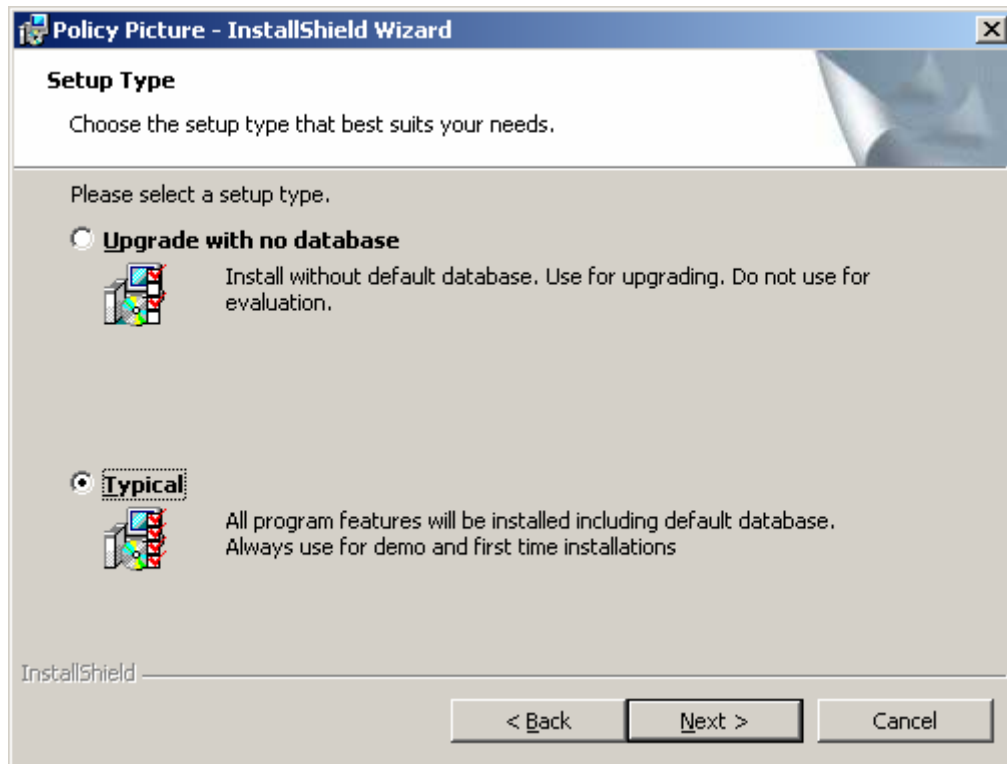 Policy Picture - InstallShield Wizard
Setup Type
Choose the setup type that best suits your needs.
Please select a setup type.
Upgrade with no database
Install without default database. Use for upgrading. Do not use for
evaluation.
Typical
All program features will be installed including default database.
Always use for demo and first time installations
InstallShield
< Back
Next >
Cancel